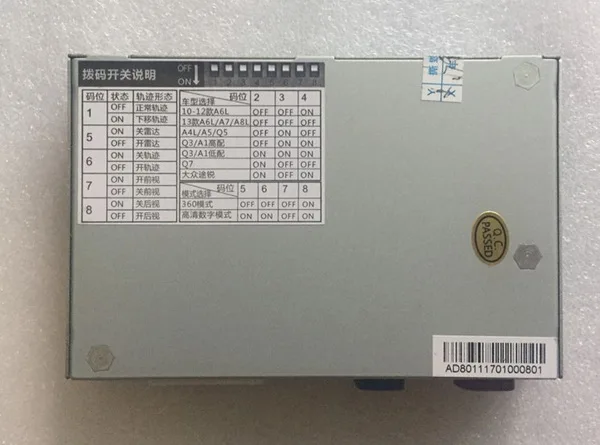 拨码开关说明
OFF
ON
1 2 3 4 5 6 7 8
码位 状态 轨迹形态
1 OFF 正常轨迹
ON 下移轨迹
5 ON 关雷达
OFF 开雷达
6 ON 关轨迹
OFF 开轨迹
7 ON 开前视
OFF 关前视
8 ON 关后视
OFF 开后视
车型选择 码位 2 3 4
10-12款A6L OFF OFF ON
13款A6L/A7/A8L OFF OFF OFF
A4L/A5/Q5 ON ON OFF
Q3/A1高配 OFF ON OFF
Q3/A1低配 ON ON ON
Q7 ON OFF OFF
大众途锐 ON OFF ON
模式选择 码位 5 6 7 8
360模式 OFF OFF OFF OFF
高清数字模式 ON ON ON ON
Q.C.
PASSED
AD80111701000801